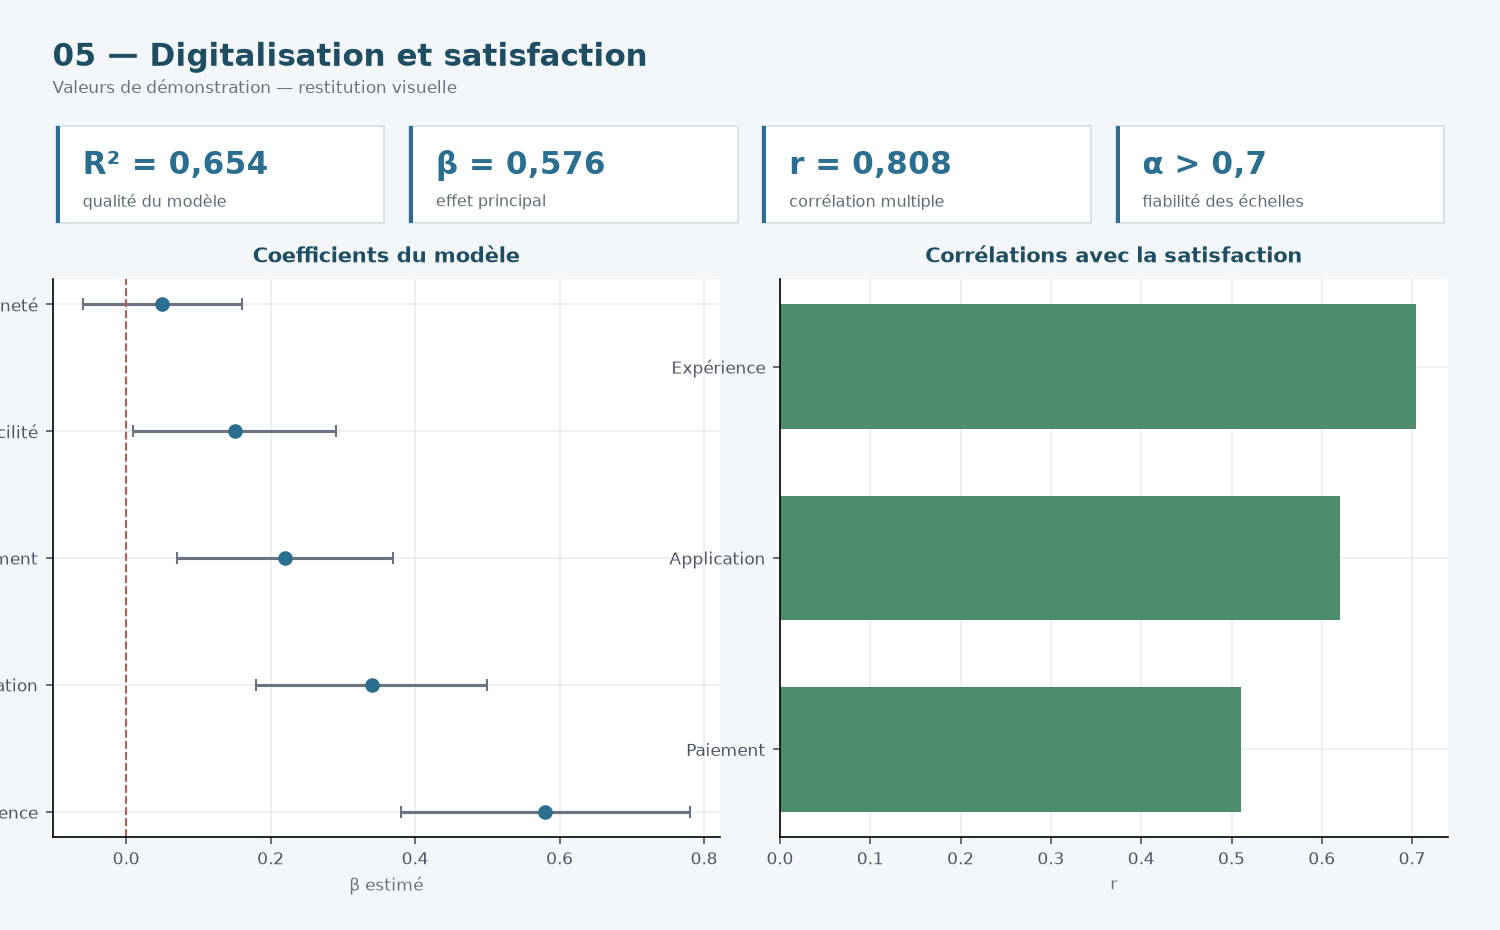 05 — Digitalisation et satisfaction
Valeurs de démonstration — restitution visuelle
R² = 0,654
qualité du modèle
β = 0,576
effet principal
r = 0,808
corrélation multiple
α > 0,7
fiabilité des échelles
Coefficients du modèle
neté
cilité
ment
ation
ence
0.0 0.2 0.4 0.6 0.8
β estimé
Corrélations avec la satisfaction
Expérience
Application
Paiement
0.0 0.1 0.2 0.3 0.4 0.5 0.6 0.7
r